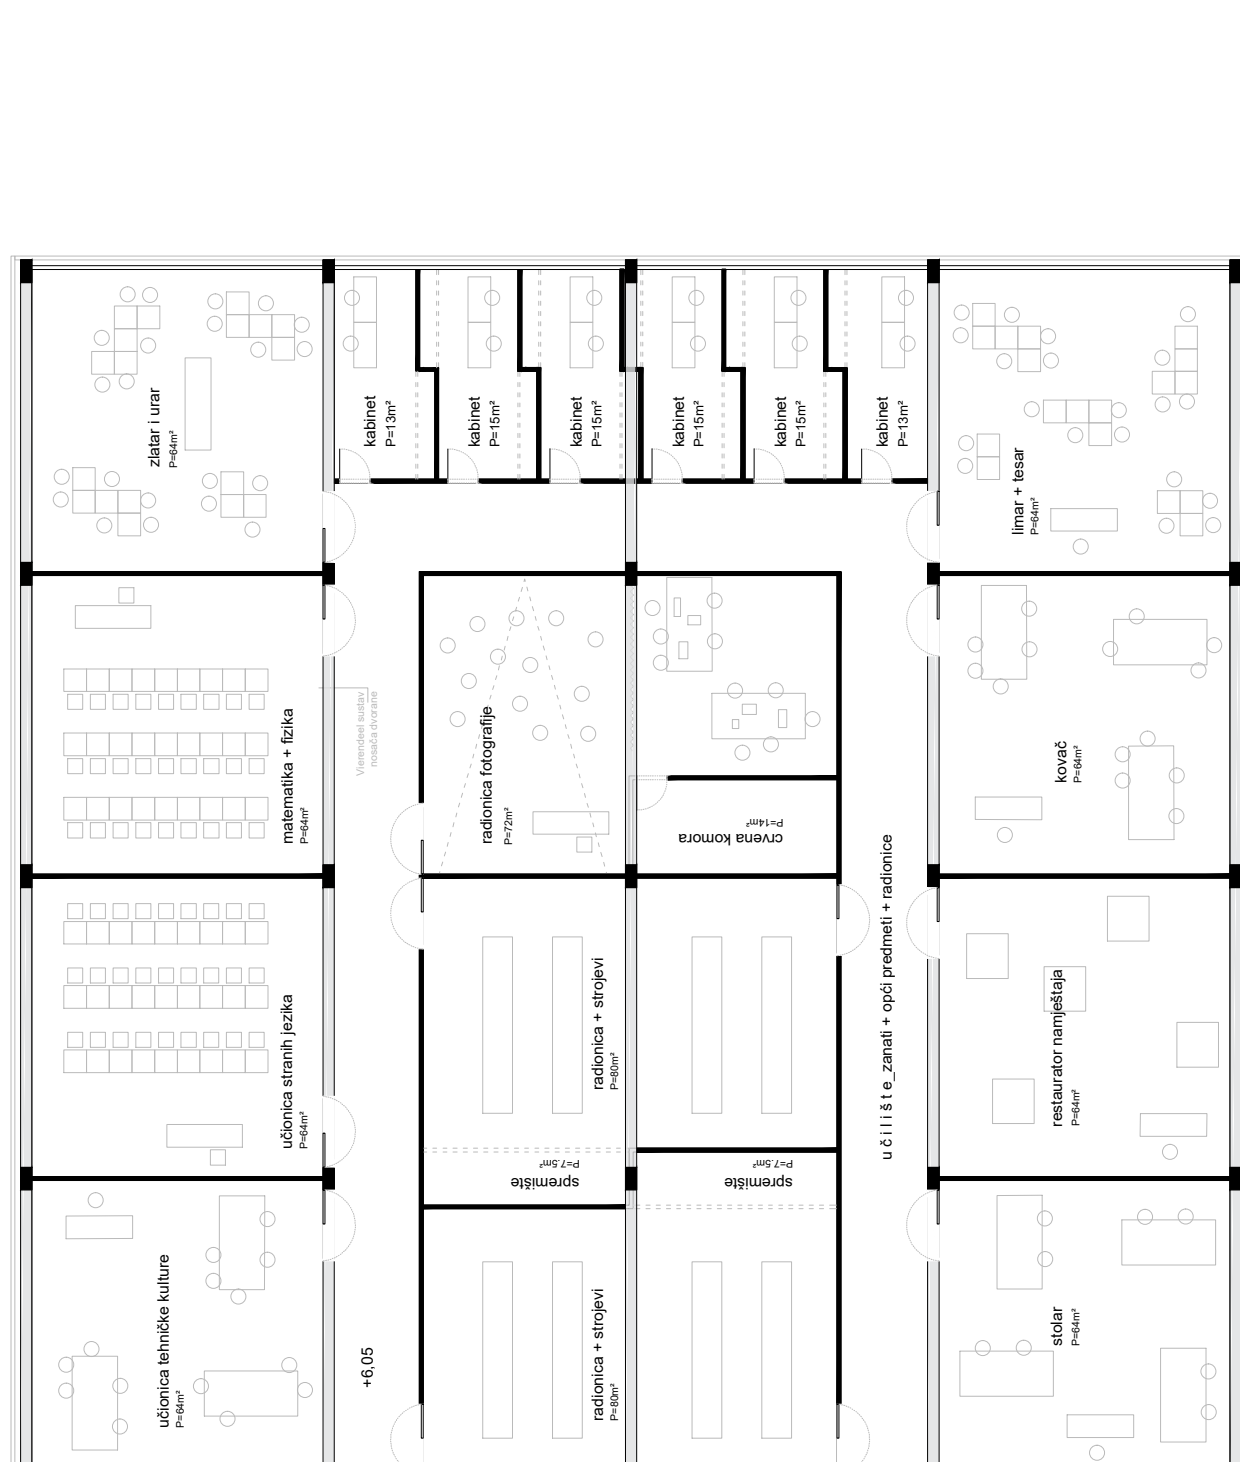 zlatar i urar
P=64m²
kabinet
P=13m²
kabinet
P=15m²
kabinet
P=15m²
kabinet
P=15m²
kabinet
P=15m²
kabinet
P=13m²
limar + tesar
P=64m²
matematika + fizika
P=64m²
Vierendeel sustav
nosača dvorane
radionica fotografije
P=72m²
crvena komora
P=14m²
kovač
P=64m²
učionica stranih jezika
P=64m²
radionica + strojevi
P=80m²
učilište_zanati + opći predmeti + radionice
restaurator namještaja
P=64m²
spremište
P=7.5m²
spremište
P=7.5m²
učionica tehničke kulture
P=64m²
+6,05
radionica + strojevi
P=80m²
stolar
P=64m²